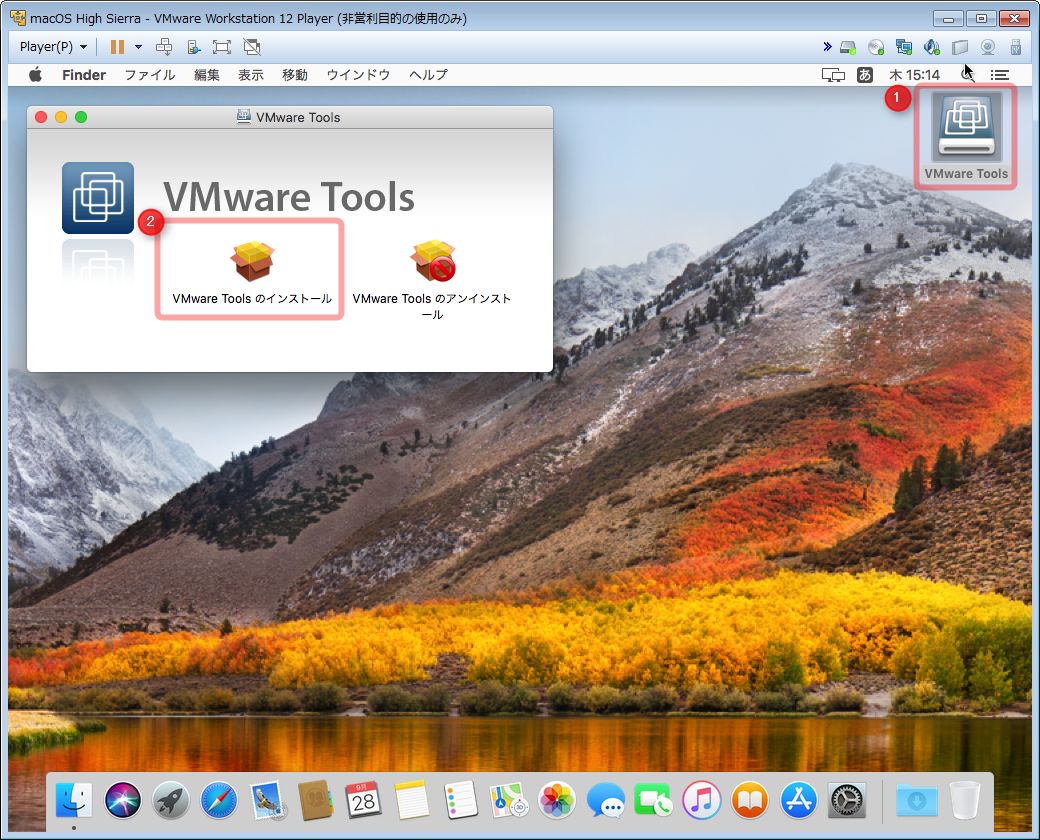 macOS High Sierra - VMware Workstation 12 Player (非営利目的の使用のみ)
Player(P)
Finder ファイル 編集 表示 移動 ウインドウ ヘルプ あ 木 15:14
1
VMware Tools
VMware Tools
VMware Tools
2
VMware Tools のインストール
VMware Tools のアンインスト
ール
9月
28